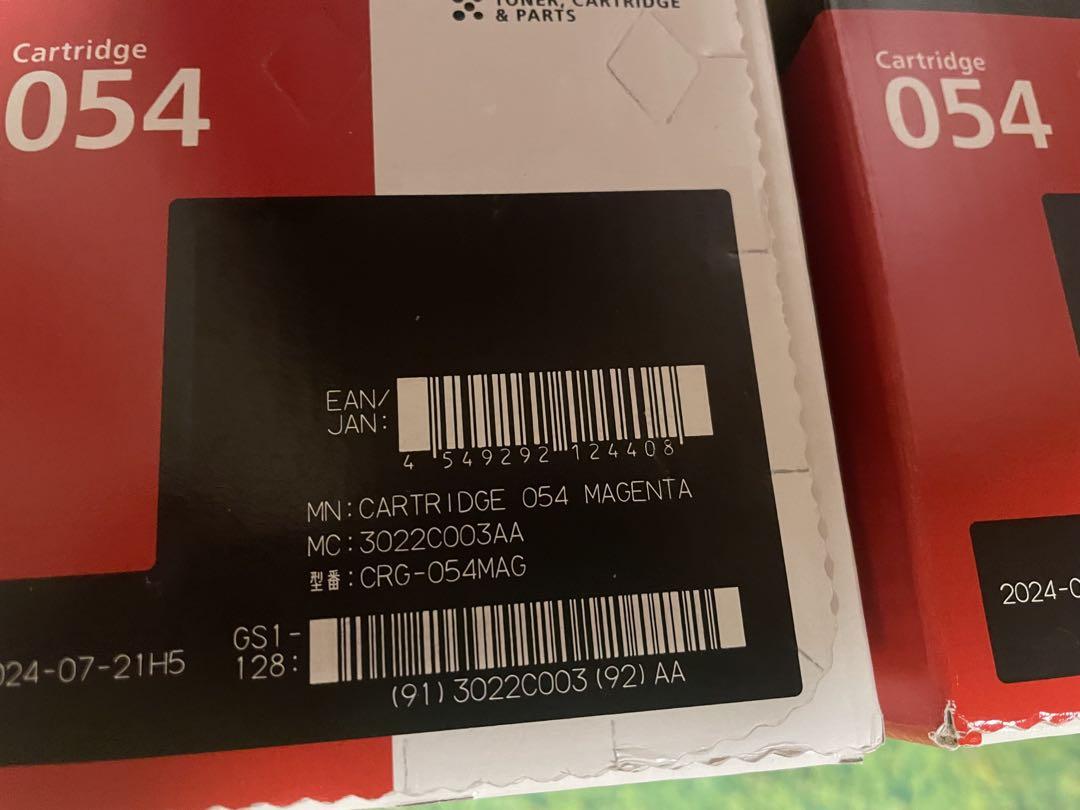 TONER, CARTRIDGE
& PARTS
Cartridge
054
EAN/
JAN:
4 549292 124408
MN:CARTRIDGE 054 MAGENTA
MC:3022C003AA
型番:CRG-054MAG
GS1-
128:
(91)3022C003(92)AA
024-07-21H5
Cartridge
054
2024-0